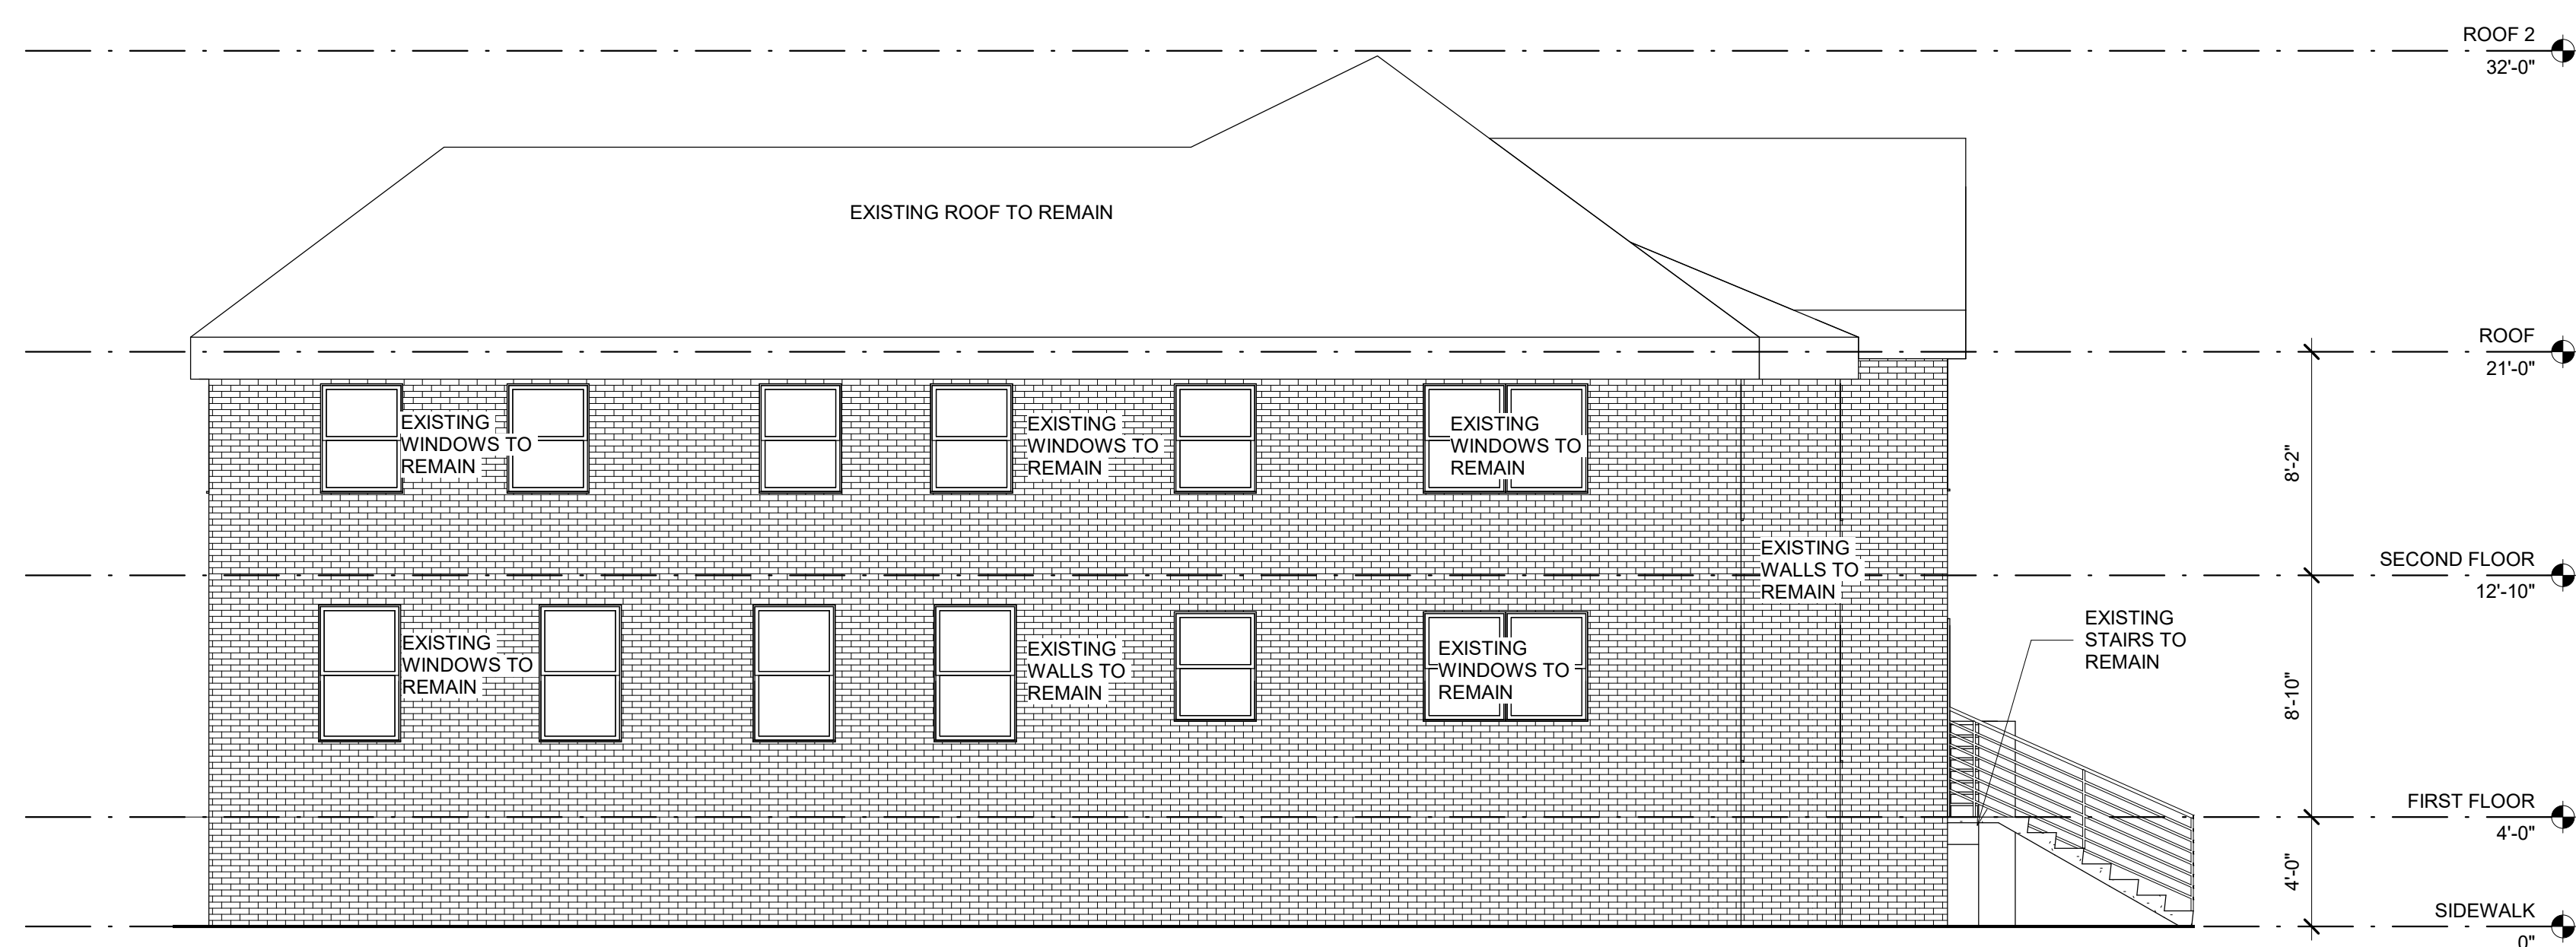 ROOF 2
32'-0"
EXISTING ROOF TO REMAIN
ROOF
21'-0"
EXISTING
WINDOWS TO
REMAIN
EXISTING
WINDOWS TO
REMAIN
EXISTING
WINDOWS TO
REMAIN
8'-2"
EXISTING
WALLS TO
REMAIN
SECOND FLOOR
12'-10"
EXISTING
WINDOWS TO
REMAIN
EXISTING
WALLS TO
REMAIN
EXISTING
WINDOWS TO
REMAIN
EXISTING
STAIRS TO
REMAIN
8'-10"
FIRST FLOOR
4'-0"
4'-0"
SIDEWALK
0"